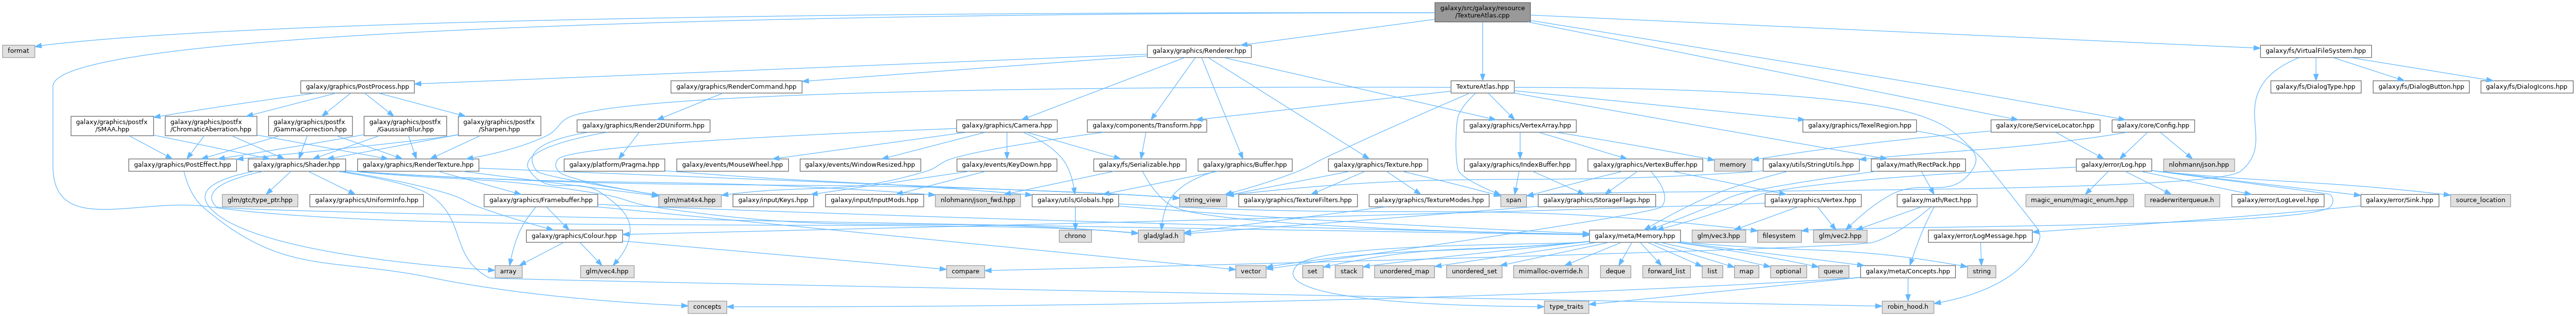 galaxy/src/galaxy/resource
/TextureAtlas.cpp
format
galaxy/graphics/Renderer.hpp
galaxy/fs/VirtualFileSystem.hpp
galaxy/graphics/PostProcess.hpp
galaxy/graphics/RenderCommand.hpp
TextureAtlas.hpp
galaxy/fs/DialogType.hpp
galaxy/fs/DialogButton.hpp
galaxy/fs/DialogIcons.hpp
galaxy/graphics/postfx
/SMAA.hpp
galaxy/graphics/postfx
/ChromaticAberration.hpp
galaxy/graphics/postfx
/GammaCorrection.hpp
galaxy/graphics/postfx
/GaussianBlur.hpp
galaxy/graphics/postfx
/Sharpen.hpp
galaxy/graphics/Render2DUniform.hpp
galaxy/graphics/Camera.hpp
galaxy/components/Transform.hpp
galaxy/graphics/VertexArray.hpp
galaxy/graphics/TexelRegion.hpp
galaxy/core/ServiceLocator.hpp
galaxy/core/Config.hpp
galaxy/graphics/PostEffect.hpp
galaxy/graphics/Shader.hpp
galaxy/graphics/RenderTexture.hpp
galaxy/platform/Pragma.hpp
galaxy/events/MouseWheel.hpp
galaxy/events/WindowResized.hpp
galaxy/events/KeyDown.hpp
galaxy/fs/Serializable.hpp
galaxy/graphics/Buffer.hpp
galaxy/graphics/Texture.hpp
galaxy/graphics/IndexBuffer.hpp
galaxy/graphics/VertexBuffer.hpp
memory
galaxy/utils/StringUtils.hpp
galaxy/math/RectPack.hpp
galaxy/error/Log.hpp
nlohmann/json.hpp
glm/gtc/type_ptr.hpp
galaxy/graphics/UniformInfo.hpp
galaxy/graphics/Framebuffer.hpp
glm/mat4x4.hpp
galaxy/input/Keys.hpp
galaxy/input/InputMods.hpp
nlohmann/json_fwd.hpp
galaxy/utils/Globals.hpp
string_view
galaxy/graphics/TextureFilters.hpp
galaxy/graphics/TextureModes.hpp
span
galaxy/graphics/StorageFlags.hpp
galaxy/graphics/Vertex.hpp
galaxy/math/Rect.hpp
magic_enum/magic_enum.hpp
readerwriterqueue.h
galaxy/error/LogLevel.hpp
galaxy/error/Sink.hpp
source_location
galaxy/graphics/Colour.hpp
chrono
glad/glad.h
galaxy/meta/Memory.hpp
glm/vec3.hpp
filesystem
glm/vec2.hpp
galaxy/error/LogMessage.hpp
array
glm/vec4.hpp
compare
vector
set
stack
unordered_map
unordered_set
mimalloc-override.h
deque
forward_list
list
map
optional
queue
galaxy/meta/Concepts.hpp
string
concepts
type_traits
robin_hood.h